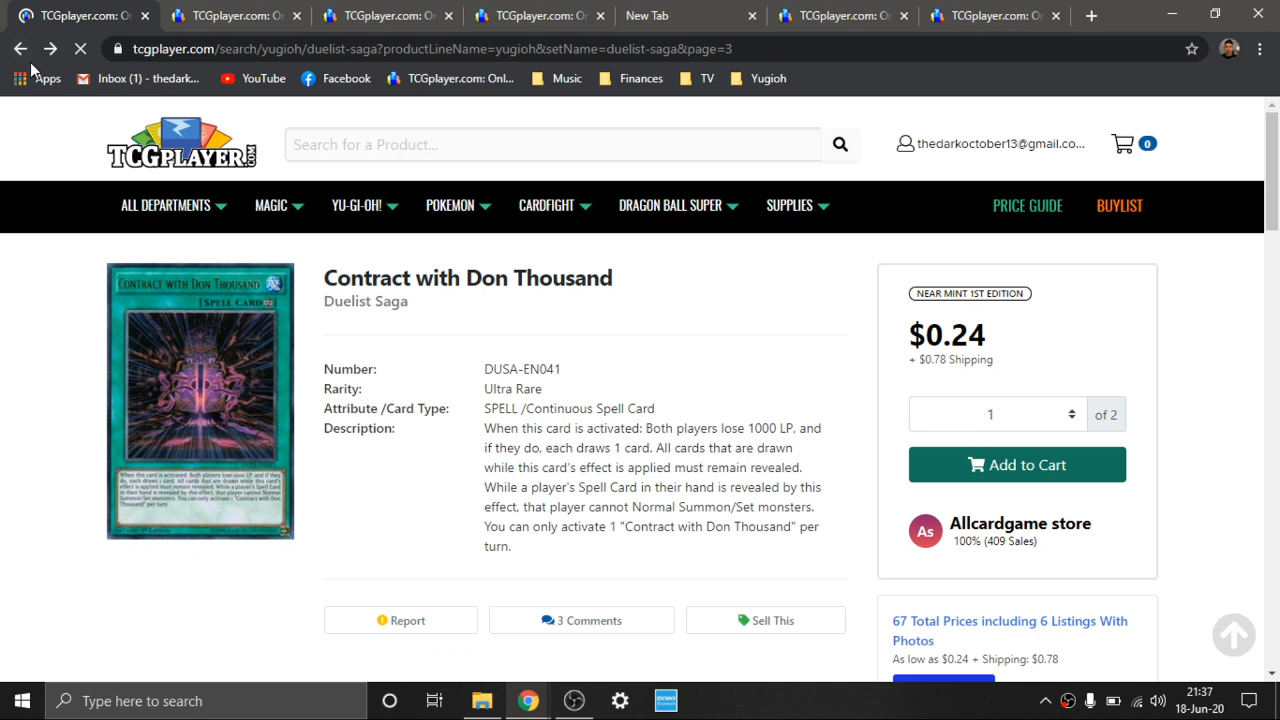 TCGplayer.com: O
TCGplayer.com: O
TCGplayer.com: O
TCGplayer.com: O
New Tab
TCGplayer.com: O
TCGplayer.com: O
tcgplayer.com/search/yugioh/duelist-saga?productLineName=yugioh&setName=duelist-saga&page=3
Apps
Inbox (1) - thedark...
YouTube
Facebook
TCGplayer.com: Onl...
Music
Finances
TV
Yugioh
TCGPLAYER.COM
Search for a Product...
thedarkoctober13@gmail.co...
0
ALL DEPARTMENTS
MAGIC
YU-GI-OH!
POKEMON
CARDFIGHT
DRAGON BALL SUPER
SUPPLIES
PRICE GUIDE
BUYLIST
CONTRACT WITH DON THOUSAND
[SPELL CARD
Contract with Don Thousand
Duelist Saga
Number: DUSA-EN041
Rarity: Ultra Rare
Attribute /Card Type: SPELL /Continuous Spell Card
Description: When this card is activated: Both players lose 1000 LP, and
if they do, each draws 1 card. All cards that are drawn
while this card's effect is applied must remain revealed.
While a player's Spell Card in their hand is revealed by this
effect, that player cannot Normal Summon/Set monsters.
You can only activate 1 "Contract with Don Thousand" per
turn.
Report
3 Comments
Sell This
NEAR MINT 1ST EDITION
$0.24
+ $0.78 Shipping
1
of 2
Add to Cart
As
Allcardgame store
100% (409 Sales)
67 Total Prices including 6 Listings With
Photos
As low as $0.24 + Shipping: $0.78
Type here to search
DYMO
21:37
18-Jun-20